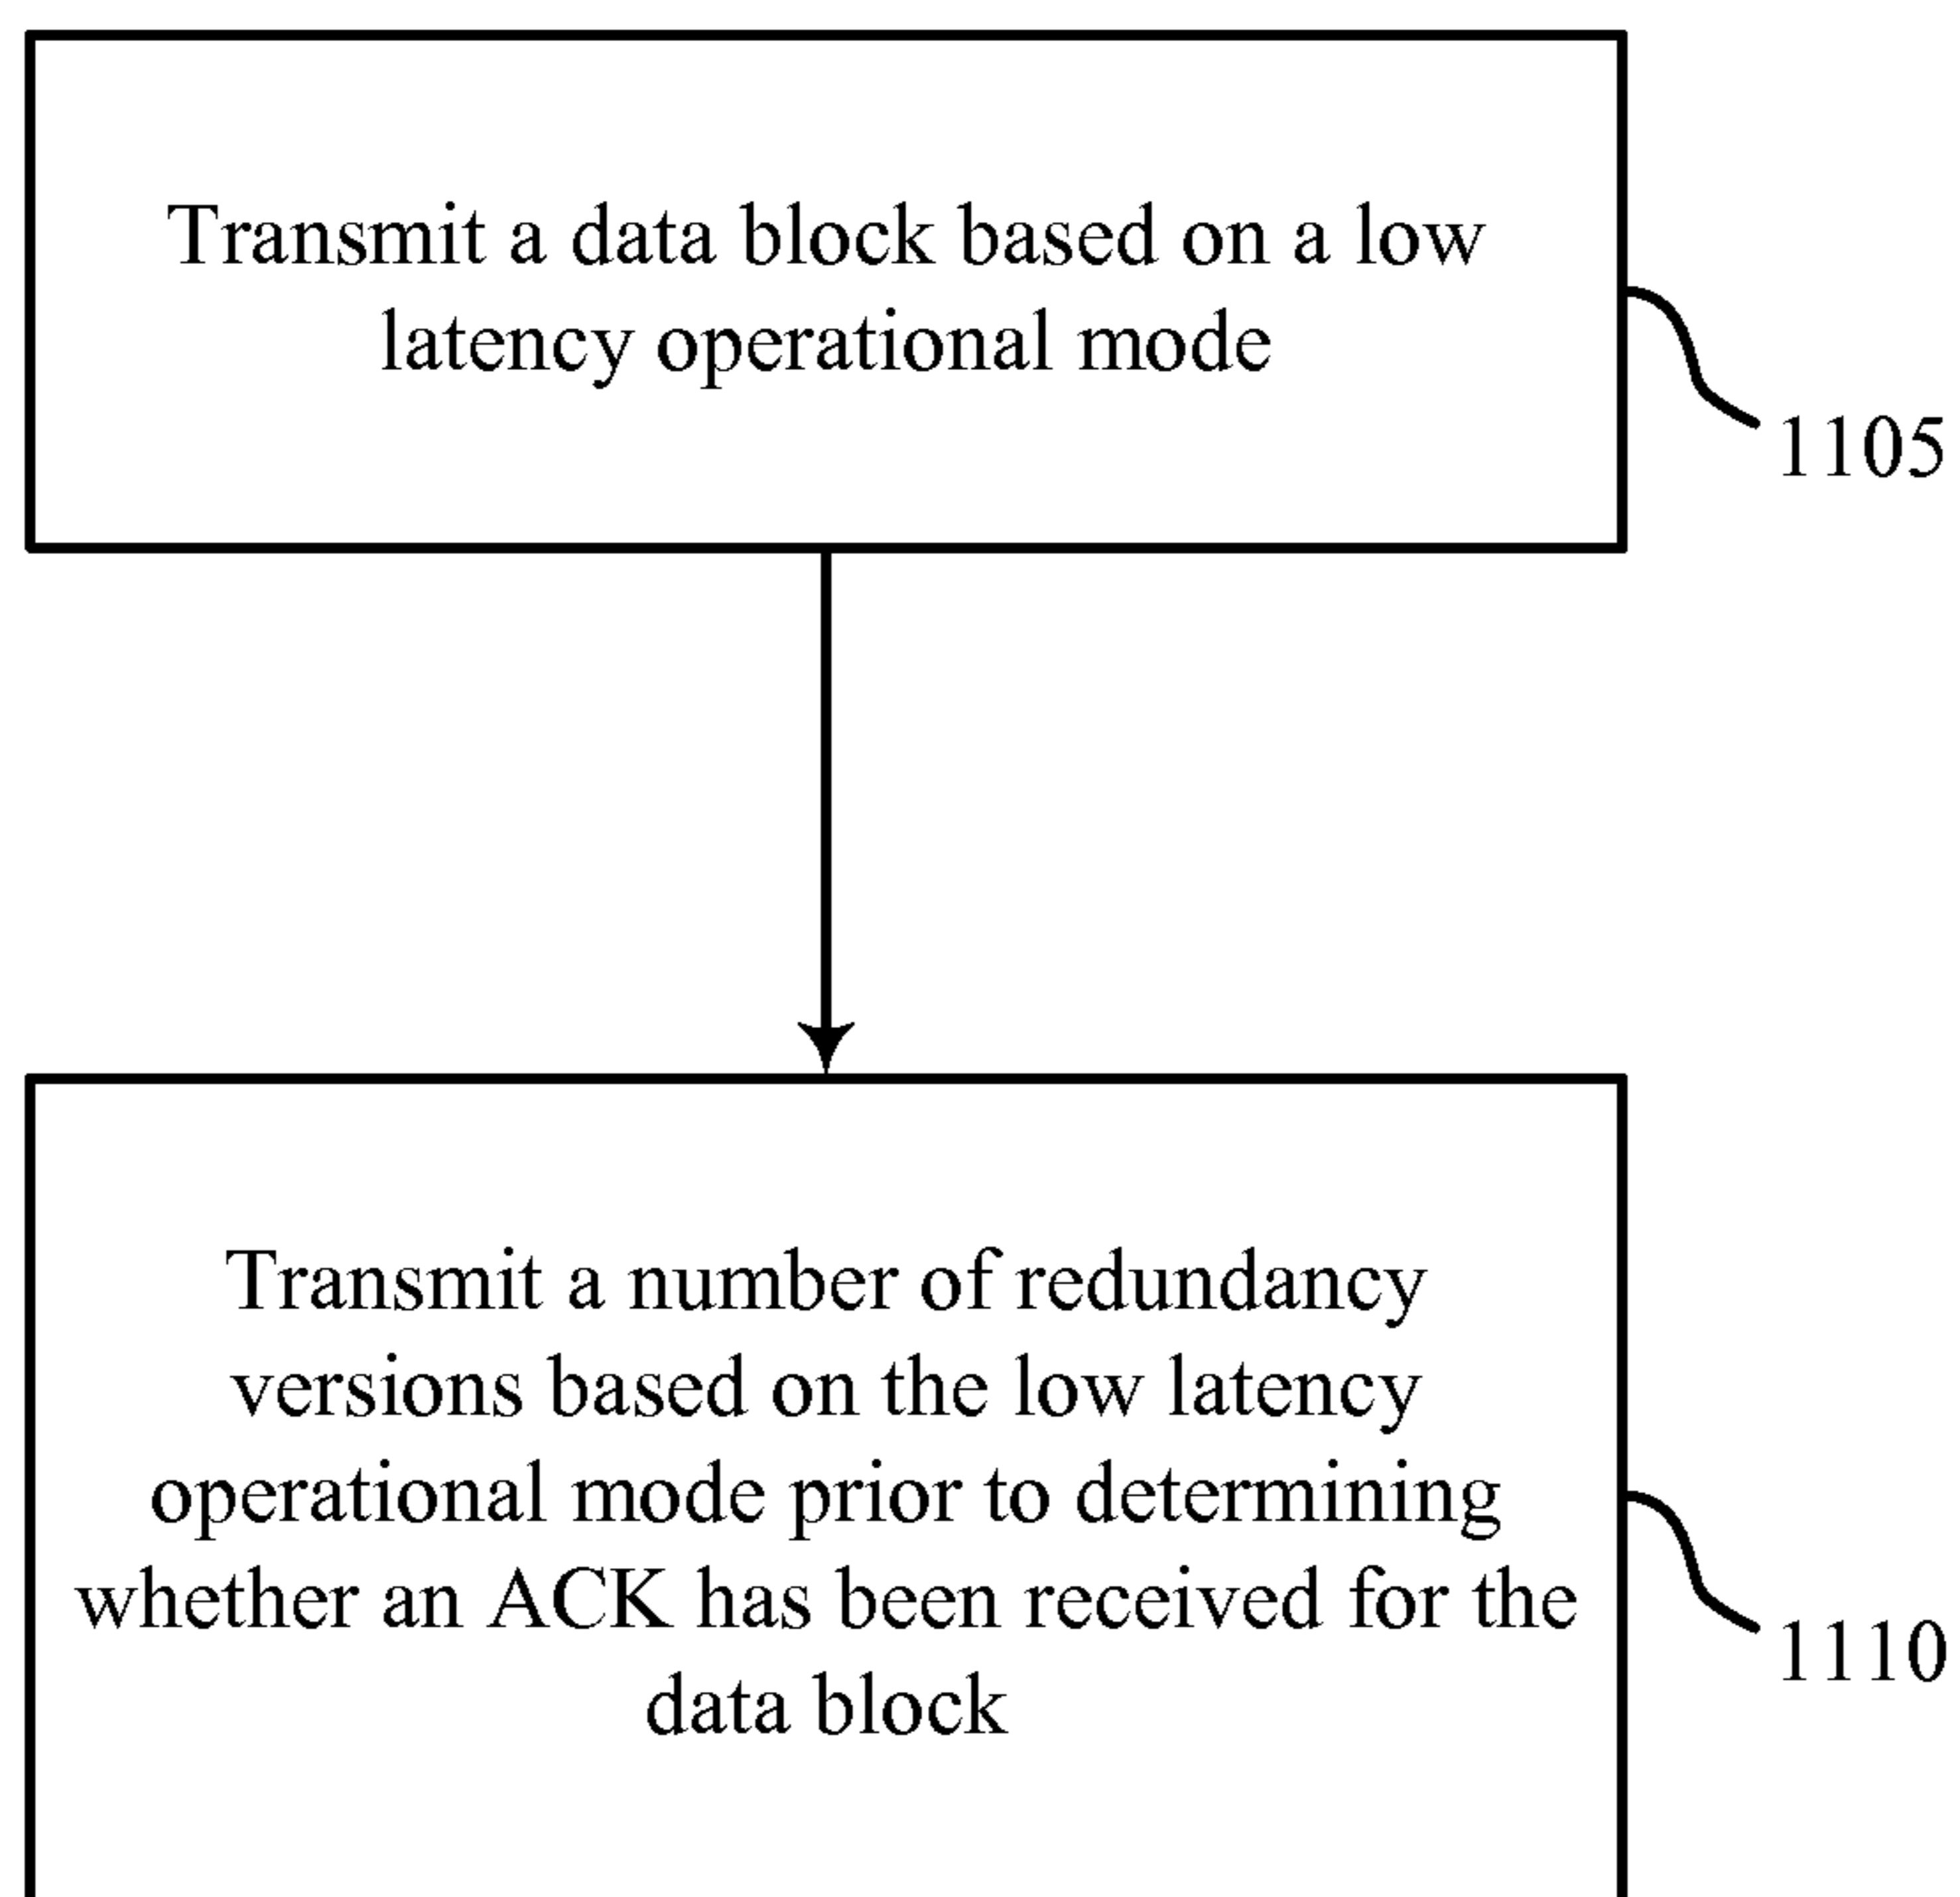 Transmit a data block based on a low
latency operational mode
1105
Transmit a number of redundancy
versions based on the low latency
operational mode prior to determining
whether an ACK has been received for the
data block
1110